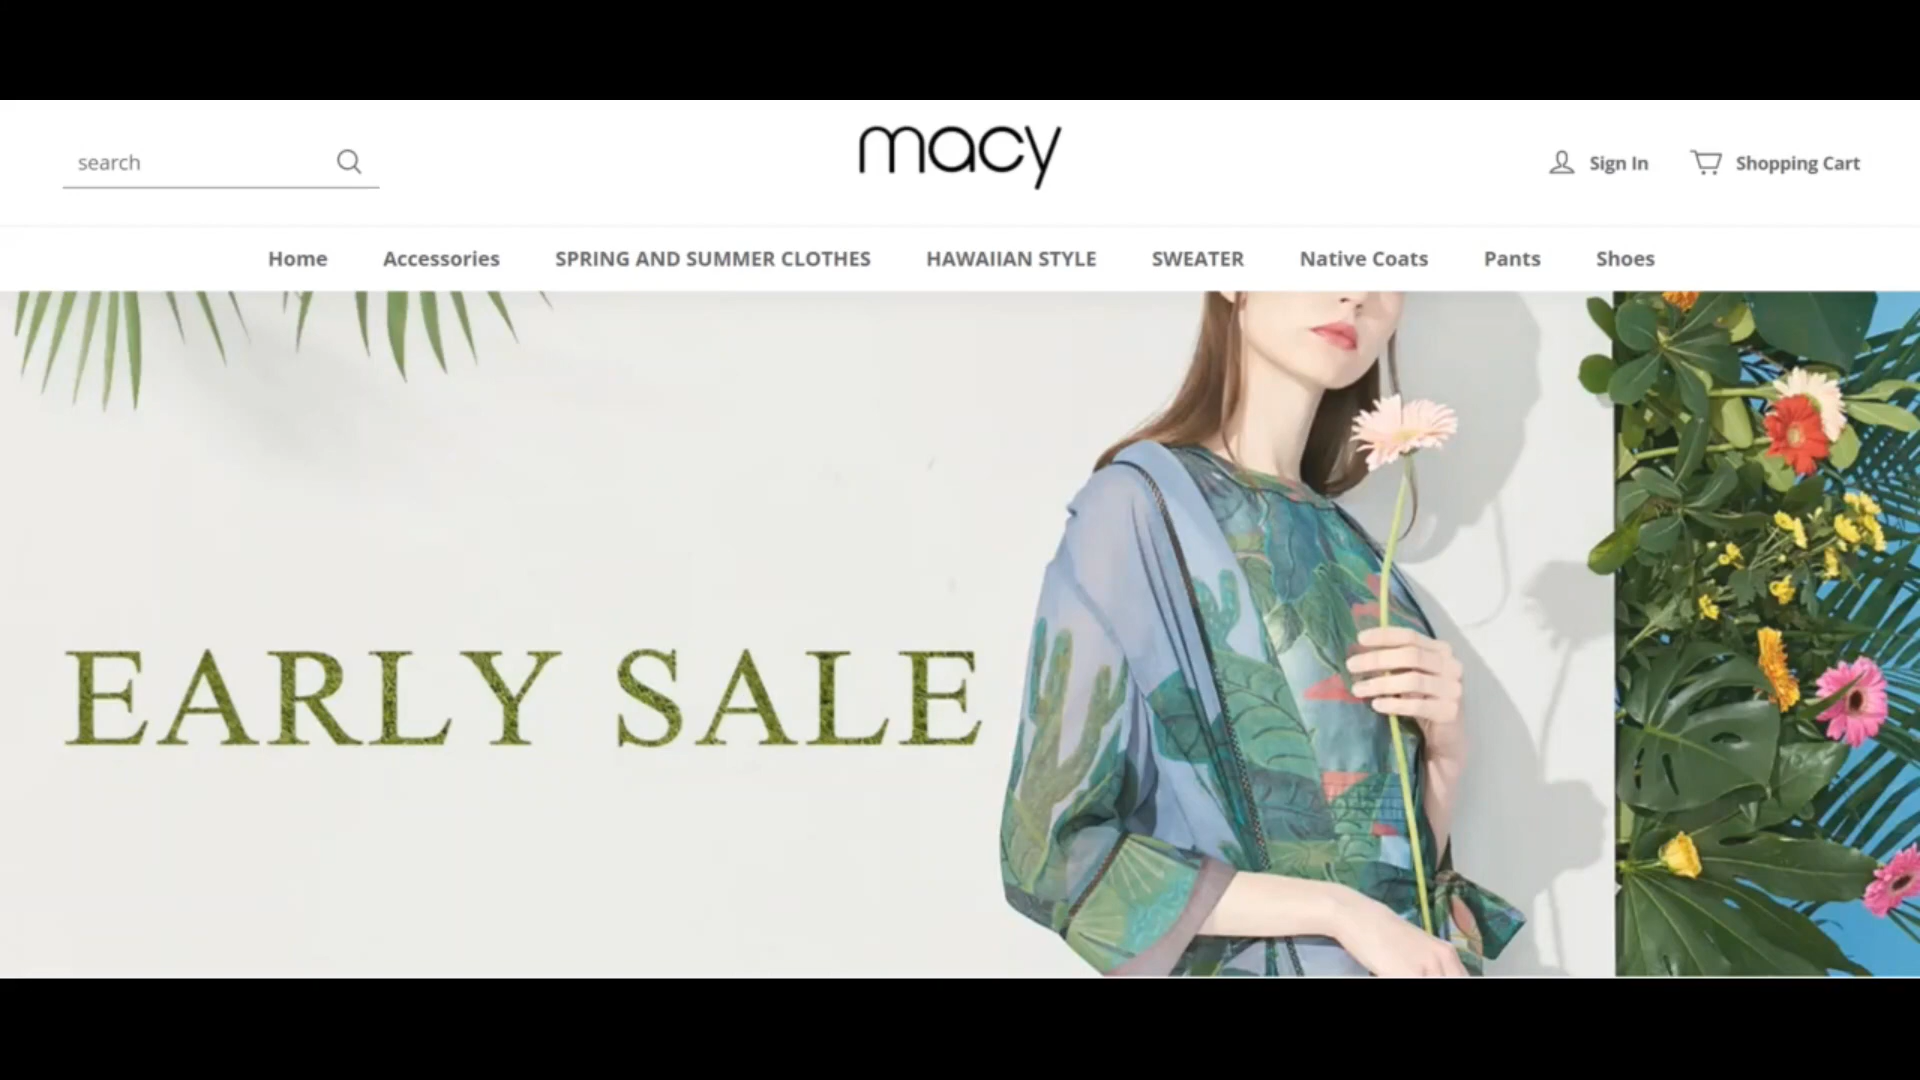 search
macy
Sign In
Shopping Cart
Home
Accessories
SPRING AND SUMMER CLOTHES
HAWAIIAN STYLE
SWEATER
Native Coats
Pants
Shoes
EARLY SALE